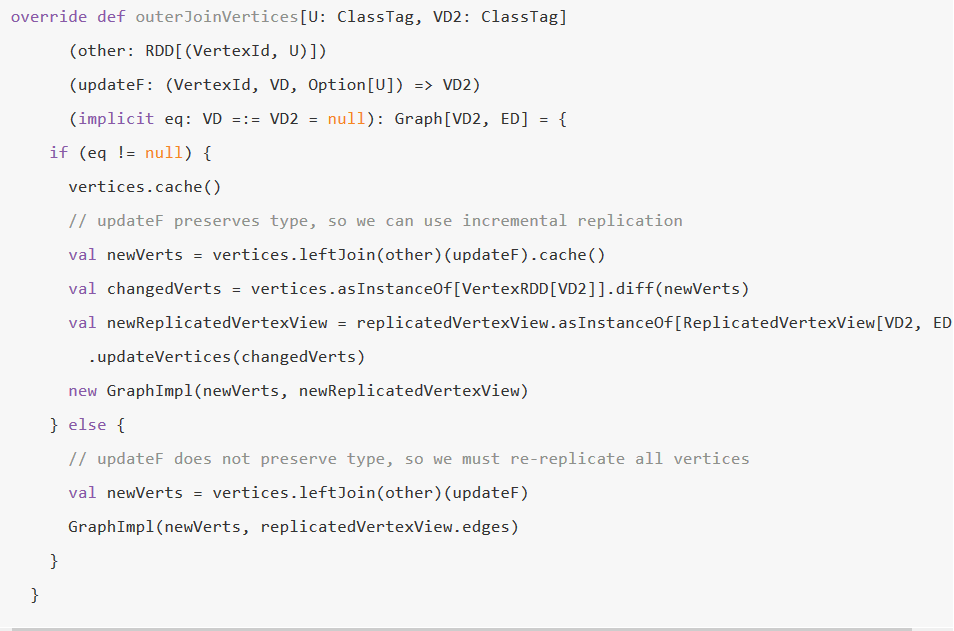 override def outerJoinVertices[U: ClassTag, VD2: ClassTag]
(other: RDD[(VertexId, U)])
(updateF: (VertexId, VD, Option[U]) => VD2)
(implicit eq: VD =:= VD2 = null): Graph[VD2, ED] = {
if (eq != null) {
vertices.cache()
// updateF preserves type, so we can use incremental replication
val newVerts = vertices.leftJoin(other)(updateF).cache()
val changedVerts = vertices.asInstanceOf[VertexRDD[VD2]].diff(newVerts)
val newReplicatedVertexView = replicatedVertexView.asInstanceOf[ReplicatedVertexView[VD2, ED
.updateVertices(changedVerts)
new GraphImpl(newVerts, newReplicatedVertexView)
} else {
// updateF does not preserve type, so we must re-replicate all vertices
val newVerts = vertices.leftJoin(other)(updateF)
GraphImpl(newVerts, replicatedVertexView.edges)
}
}